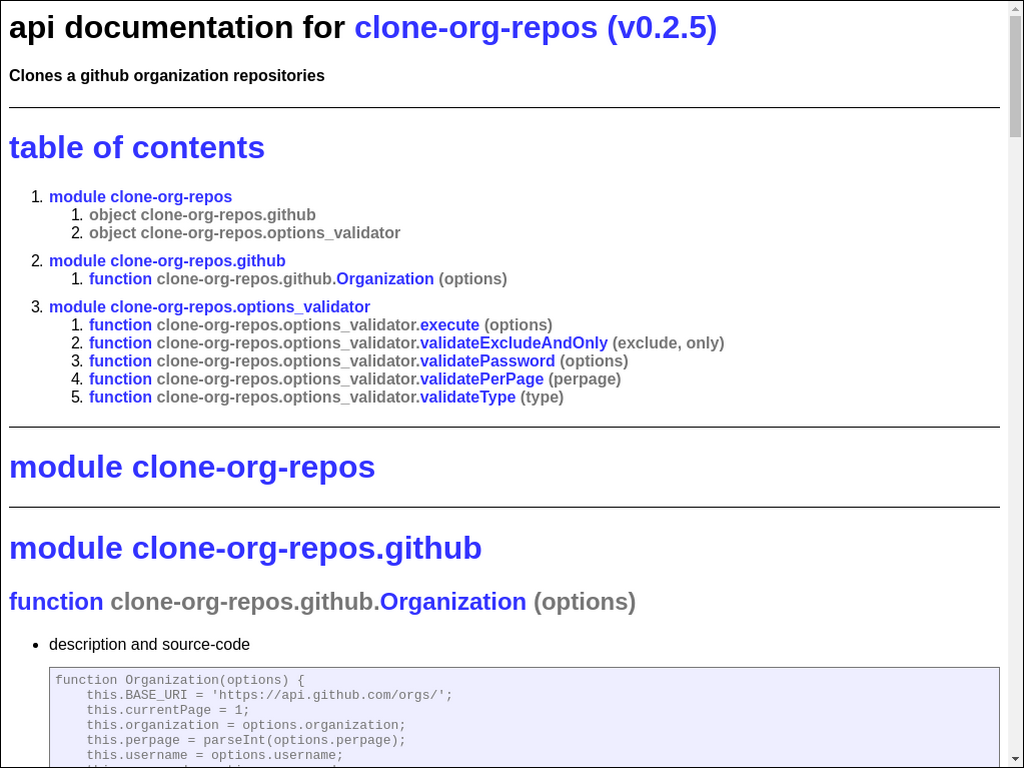 api documentation for clone-org-repos (v0.2.5)
Clones a github organization repositories
table of contents
1. module clone-org-repos
1. object clone-org-repos.github
2. object clone-org-repos.options_validator
2. module clone-org-repos.github
1. function clone-org-repos.github.Organization (options)
3. module clone-org-repos.options_validator
1. function clone-org-repos.options_validator.execute (options)
2. function clone-org-repos.options_validator.validateExcludeAndOnly (exclude, only)
3. function clone-org-repos.options_validator.validatePassword (options)
4. function clone-org-repos.options_validator.validatePerPage (perpage)
5. function clone-org-repos.options_validator.validateType (type)
module clone-org-repos
module clone-org-repos.github
function clone-org-repos.github.Organization (options)
• description and source-code
function Organization(options) {
    this.BASE_URI = 'https://api.github.com/orgs/';
    this.currentPage = 1;
    this.organization = options.organization;
    this.perpage = parseInt(options.perpage);
    this.username = options.username;